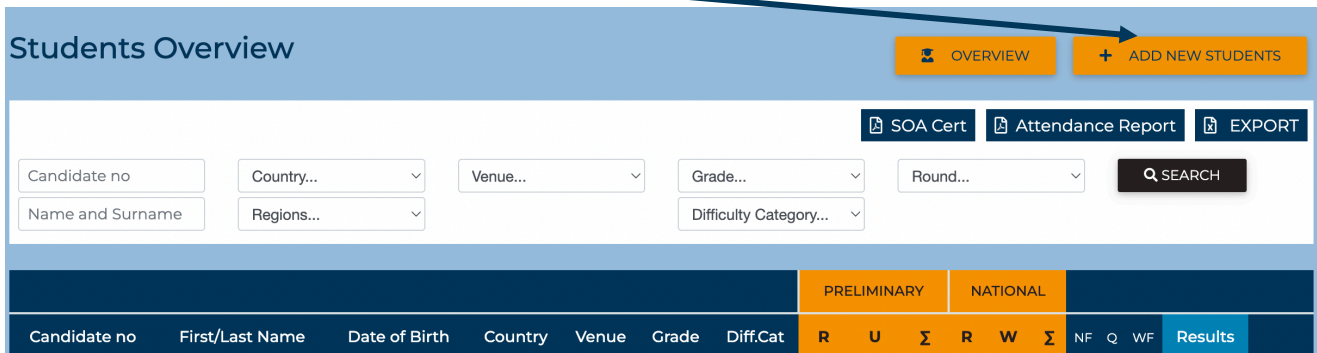 Students Overview
OVERVIEW
ADD NEW STUDENTS
SOA Cert
Attendance Report
EXPORT
Candidate no
Country...
Venue...
Grade...
Round...
SEARCH
Name and Surname
Regions...
Difficulty Category...
PRELIMINARY NATIONAL
Candidate no First/Last Name Date of Birth Country Venue Grade Diff.Cat R U Σ R W Σ NF Q WF Results